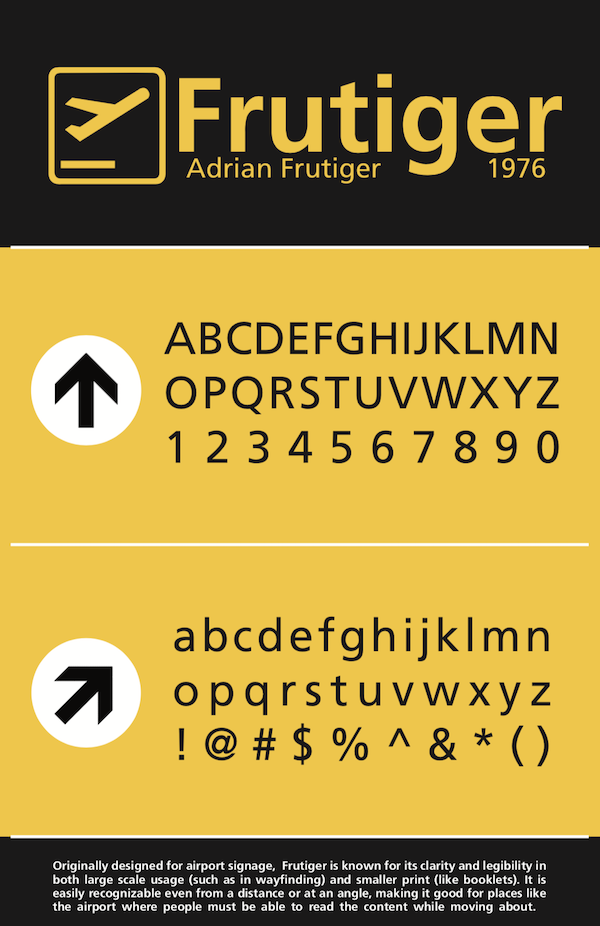 Frutiger
Adrian Frutiger 1976
ABCDEFGHIJKLMN
OPQRSTUVWXYZ
1 2 3 4 5 6 7 8 9 0
abcdefghijklmn
opqrstuvwxyz
! @ # $ % ^ & * ( )
Originally designed for airport signage, Frutiger is known for its clarity and legibility in
both large scale usage (such as in wayfinding) and smaller print (like booklets). It is
easily recognizable even from a distance or at an angle, making it good for places like
the airport where people must be able to read the content while moving about.